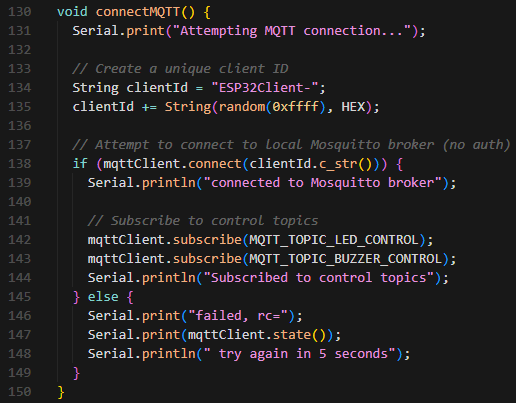 130 void connectMQTT() {
131   Serial.print("Attempting MQTT connection...");
132
133   // Create a unique client ID
134   String clientId = "ESP32Client-";
135   clientId += String(random(0xffff), HEX);
136
137   // Attempt to connect to local Mosquitto broker (no auth)
138   if (mqttClient.connect(clientId.c_str())) {
139     Serial.println("connected to Mosquitto broker");
140
141     // Subscribe to control topics
142     mqttClient.subscribe(MQTT_TOPIC_LED_CONTROL);
143     mqttClient.subscribe(MQTT_TOPIC_BUZZER_CONTROL);
144     Serial.println("Subscribed to control topics");
145   } else {
146     Serial.print("failed, rc=");
147     Serial.print(mqttClient.state());
148     Serial.println(" try again in 5 seconds");
149   }
150 }